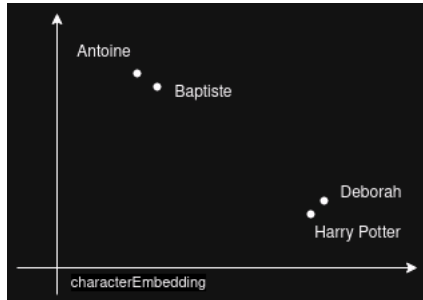 Antoine
Baptiste
Deborah
Harry Potter
characterEmbedding